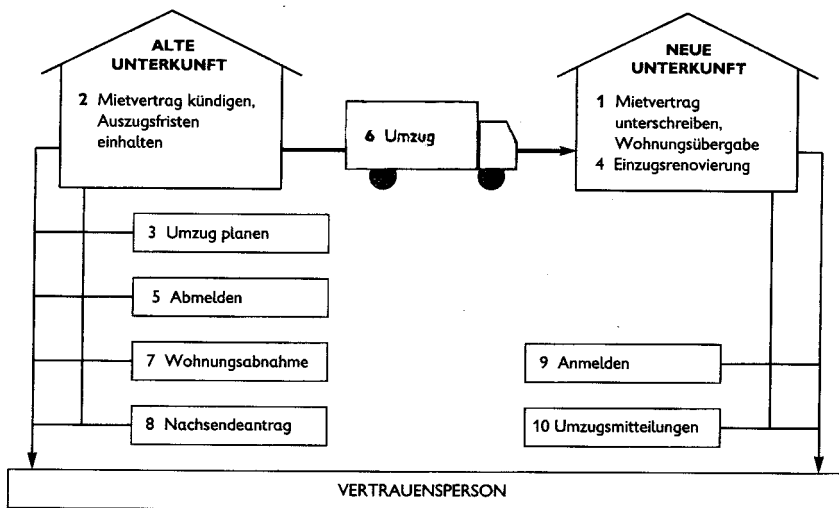 ALTE
UNTERKUNFT
2 Mietvertrag kündigen,
Auszugsfristen
einhalten
6 Umzug
NEUE
UNTERKUNFT
1 Mietvertrag
unterschreiben,
Wohnungsübergabe
4 Einzugsrenovierung
3 Umzug planen
5 Abmelden
7 Wohnungsabnahme
8 Nachsendeantrag
9 Anmelden
10 Umzugsmitteilungen
VERTRAUENSPERSON